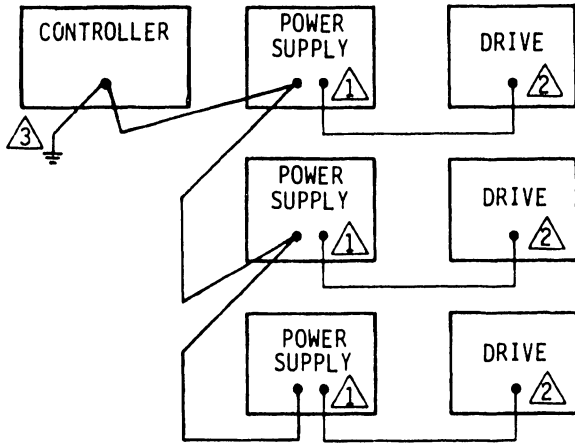 CONTROLLER
3
POWER
SUPPLY
1
DRIVE
2
POWER
SUPPLY
1
DRIVE
2
POWER
SUPPLY
1
DRIVE
2